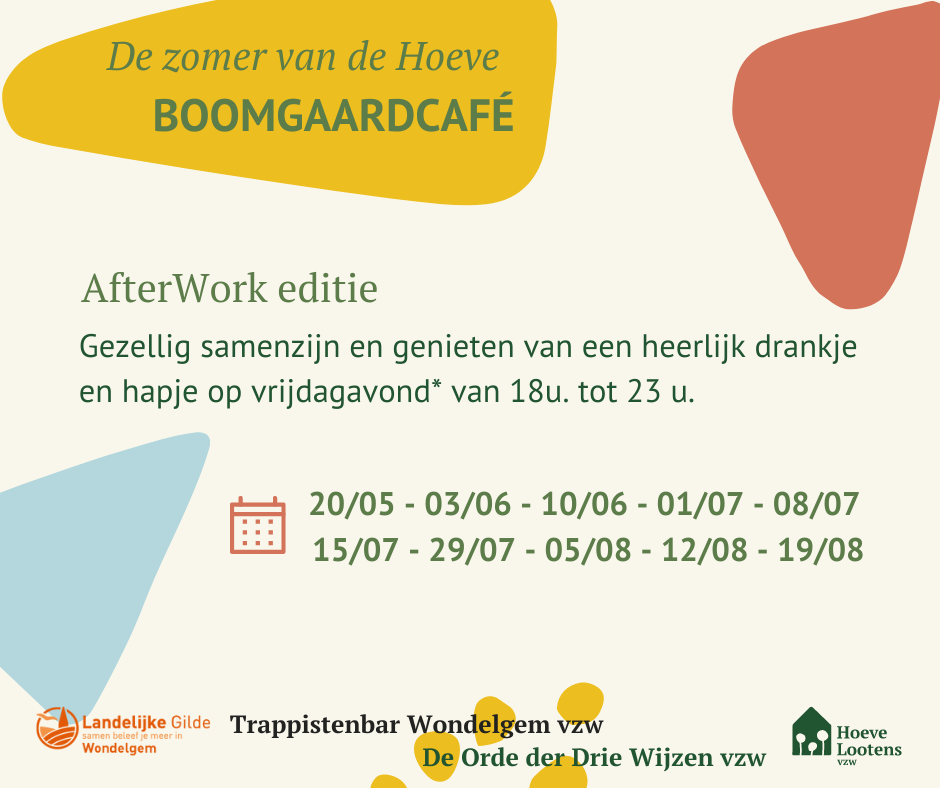 De zomer van de Hoeve
BOOMGAARDCAFÉ
AfterWork editie
Gezellig samenzijn en genieten van een heerlijk drankje
en hapje op vrijdagavond* van 18u. tot 23 u.
20/05 - 03/06 - 10/06 - 01/07 - 08/07
15/07 - 29/07 - 05/08 - 12/08 - 19/08
Landelijke Gilde
samen beleef je meer in
Wondelgem
Trappistenbar Wondelgem vzw
De Orde der Drie Wijzen vzw
Hoeve
Lootens
vzw